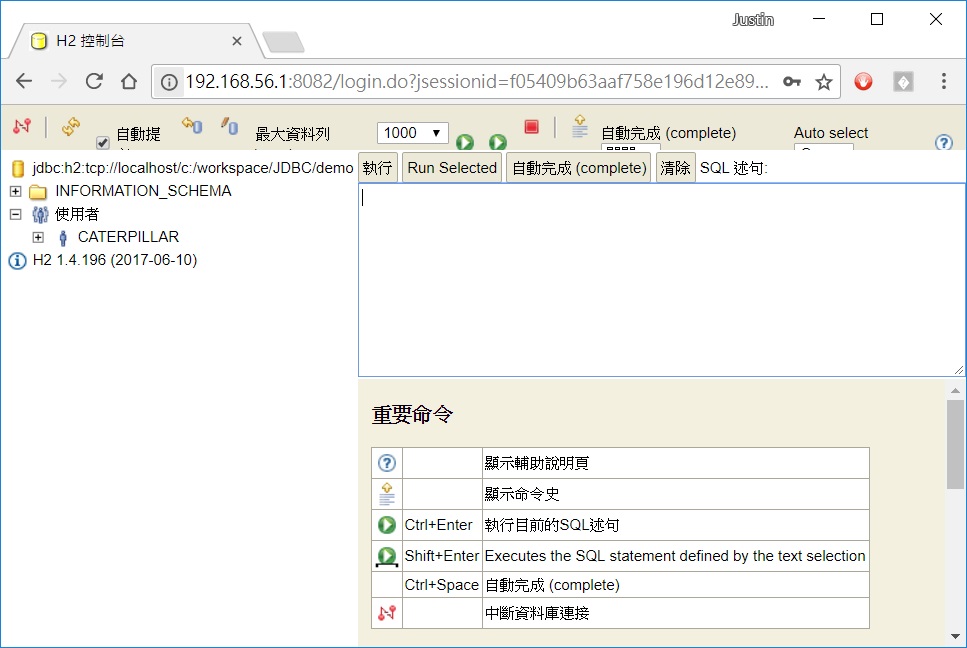 Justin
H2 控制台
192.168.56.1:8082/login.do?jsessionid=f05409b63aaf758e196d12e89...
自動提 最大資料列 1000 自動完成 (complete) Auto select
jdbc:h2:tcp://localhost/c:/workspace/JDBC/demo
INFORMATION_SCHEMA
使用者
CATERPILLAR
H2 1.4.196 (2017-06-10)
執行 Run Selected 自動完成 (complete) 清除 SQL 述句:
重要命令
顯示輔助說明頁
顯示命令史
Ctrl+Enter 執行目前的SQL述句
Shift+Enter Executes the SQL statement defined by the text selection
Ctrl+Space 自動完成 (complete)
中斷資料庫連接